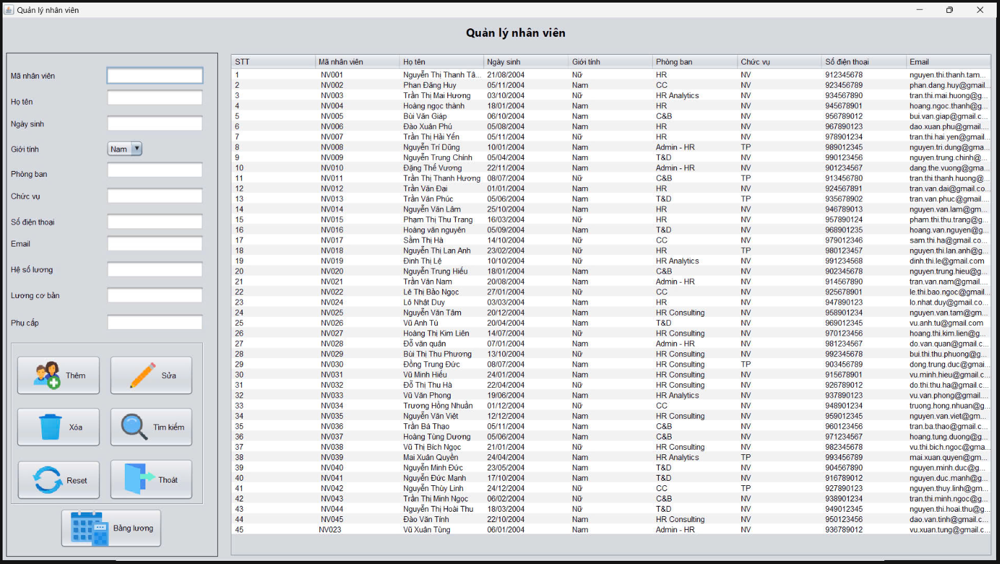 Quản lý nhân viên
Quản lý nhân viên
Mã nhân viên
Họ tên
Ngày sinh
Giới tính Nam
Phòng ban
Chức vụ
Số điện thoại
Email
Hệ số lương
Lương cơ bản
Phụ cấp
Thêm Sửa
Xóa Tìm kiếm
Reset Thoát
Bảng lương
STT Mã nhân viên Họ tên Ngày sinh Giới tính Phòng ban Chức vụ Số điện thoại Email
1 NV001 Nguyễn Thị Thanh Tâ... 21/08/2004 Nữ HR NV 912345678 nguyen.thi.thanh.tam...
2 NV002 Phan Đăng Huy 05/11/2004 Nam CC NV 923456789 phan.dang.huy@gmail...
3 NV003 Trần Thị Mai Hương 03/10/2004 Nữ HR Analytics NV 934567890 tran.thi.mai.huong@g...
4 NV004 Hoàng ngọc thành 18/01/2004 Nam HR NV 945678901 hoang.ngoc.thanh@g...
5 NV005 Bùi Văn Giáp 06/10/2004 Nam C&B NV 956789012 bui.van.giap@gmail.c...
6 NV006 Đào Xuân Phú 05/08/2004 Nam HR NV 967890123 dao.xuan.phu@gmail....
7 NV007 Trần Thị Hải Yến 05/11/2004 Nữ HR NV 978901234 tran.thi.hai.yen@gmail...
8 NV008 Nguyễn Trí Dũng 10/01/2004 Nam Admin - HR TP 989012345 nguyen.tri.dung@gma...
9 NV009 Nguyễn Trung Chính 05/04/2004 Nam T&D NV 990123456 nguyen.trung.chinh@...
10 NV010 Đặng Thế Vương 22/11/2004 Nam Admin - HR NV 901234567 dang.the.vuong@gma...
11 NV011 Trần Thị Thanh Hương 08/07/2004 Nữ C&B TP 913456780 tran.thi.thanh.huong@...
12 NV012 Trần Văn Đại 01/01/2004 Nam HR NV 924567891 tran.van.dai@gmail.co...
13 NV013 Trần Văn Phúc 05/06/2004 Nam T&D TP 935678902 tran.van.phuc@gmail....
14 NV014 Nguyễn Văn Lâm 25/10/2004 Nam HR NV 946789013 nguyen.van.lam@gm...
15 NV015 Phạm Thị Thu Trang 16/03/2004 Nữ HR NV 957890124 pham.thi.thu.trang@g...
16 NV016 Hoàng văn nguyên 05/09/2004 Nam T&D NV 968901235 hoang.van.nguyen@g...
17 NV017 Sầm Thị Hà 14/10/2004 Nữ CC NV 979012346 sam.thi.ha@gmail.co...
18 NV018 Nguyễn Thị Lan Anh 23/02/2004 Nữ HR TP 980123457 nguyen.thi.lan.anh@g...
19 NV019 Đinh Thị Lệ 10/10/2004 Nữ HR Analytics NV 991234568 dinh.thi.le@gmail.com
20 NV020 Nguyễn Trung Hiếu 18/01/2004 Nam C&B NV 902345678 nguyen.trung.hieu@g...
21 NV021 Trần Văn Nam 20/08/2004 Nam Admin - HR NV 914567890 tran.van.nam@gmail....
22 NV022 Lê Thị Bảo Ngọc 27/01/2004 Nữ CC NV 925678901 le.thi.bao.ngoc@gmail...
23 NV024 Lô Nhật Duy 03/03/2004 Nam HR NV 947890123 lo.nhat.duy@gmail.co...
24 NV025 Nguyễn Văn Tâm 20/12/2004 Nam HR Consulting NV 958901234 nguyen.van.tam@gm...
25 NV026 Vũ Anh Tú 20/04/2004 Nam T&D NV 969012345 vu.anh.tu@gmail.com
26 NV027 Hoàng Thị Kim Liên 14/07/2004 Nữ HR Consulting NV 970123456 hoang.thi.kim.lien@g...
27 NV028 Đỗ văn quân 07/01/2004 Nam Admin - HR NV 981234567 do.van.quan@gmail.c...
28 NV029 Bùi Thị Thu Phương 13/10/2004 Nữ HR Consulting NV 992345678 bui.thi.thu.phuong@g...
29 NV030 Đồng Trung Đức 08/07/2004 Nam HR Consulting TP 903456789 dong.trung.duc@gmai...
30 NV031 Vũ Minh Hiếu 24/01/2004 Nam HR Consulting NV 915678901 vu.minh.hieu@gmail.c...
31 NV032 Đỗ Thị Thu Hà 22/04/2004 Nữ HR Consulting NV 926789012 do.thi.thu.ha@gmail.c...
32 NV033 Vũ Văn Phong 19/06/2004 Nam HR Analytics NV 937890123 vu.van.phong@gmail....
33 NV034 Trương Hồng Nhuần 01/12/2004 Nữ CC NV 948901234 truong.hong.nhuan@g...
34 NV035 Nguyễn Văn Việt 12/12/2004 Nam HR Consulting NV 959012345 nguyen.van.viet@gm...
35 NV036 Trần Bá Thao 05/11/2004 Nam C&B NV 960123456 tran.ba.thao@gmail.c...
36 NV037 Hoàng Tùng Dương 05/06/2004 Nam C&B NV 971234567 hoang.tung.duong@g...
37 NV038 Vũ Thị Bích Ngọc 21/01/2004 Nữ HR Consulting NV 982345678 vu.thi.bich.ngoc@gma...
38 NV039 Mai Xuân Quyền 24/04/2004 Nam HR Analytics TP 993456789 mai.xuan.quyen@gm...
39 NV040 Nguyễn Minh Đức 23/05/2004 Nam T&D NV 904567890 nguyen.minh.duc@g...
40 NV041 Nguyễn Đức Mạnh 17/10/2004 Nam T&D NV 916789012 nguyen.duc.manh@g...
41 NV042 Nguyễn Thùy Linh 24/12/2004 Nữ CC TP 927890123 nguyen.thuy.linh@gm...
42 NV043 Trần Thị Minh Ngọc 06/02/2004 Nữ C&B NV 938901234 tran.thi.minh.ngoc@g...
43 NV044 Nguyễn Thị Hoài Thu 18/03/2004 Nữ T&D NV 949012345 nguyen.thi.hoai.thu@g...
44 NV045 Đào Văn Tính 22/10/2004 Nam HR Consulting NV 950123456 dao.van.tinh@gmail.c...
45 NV023 Vũ Xuân Tùng 06/01/2004 Nam Admin - HR NV 936789012 vu.xuan.tung@gmail.c...